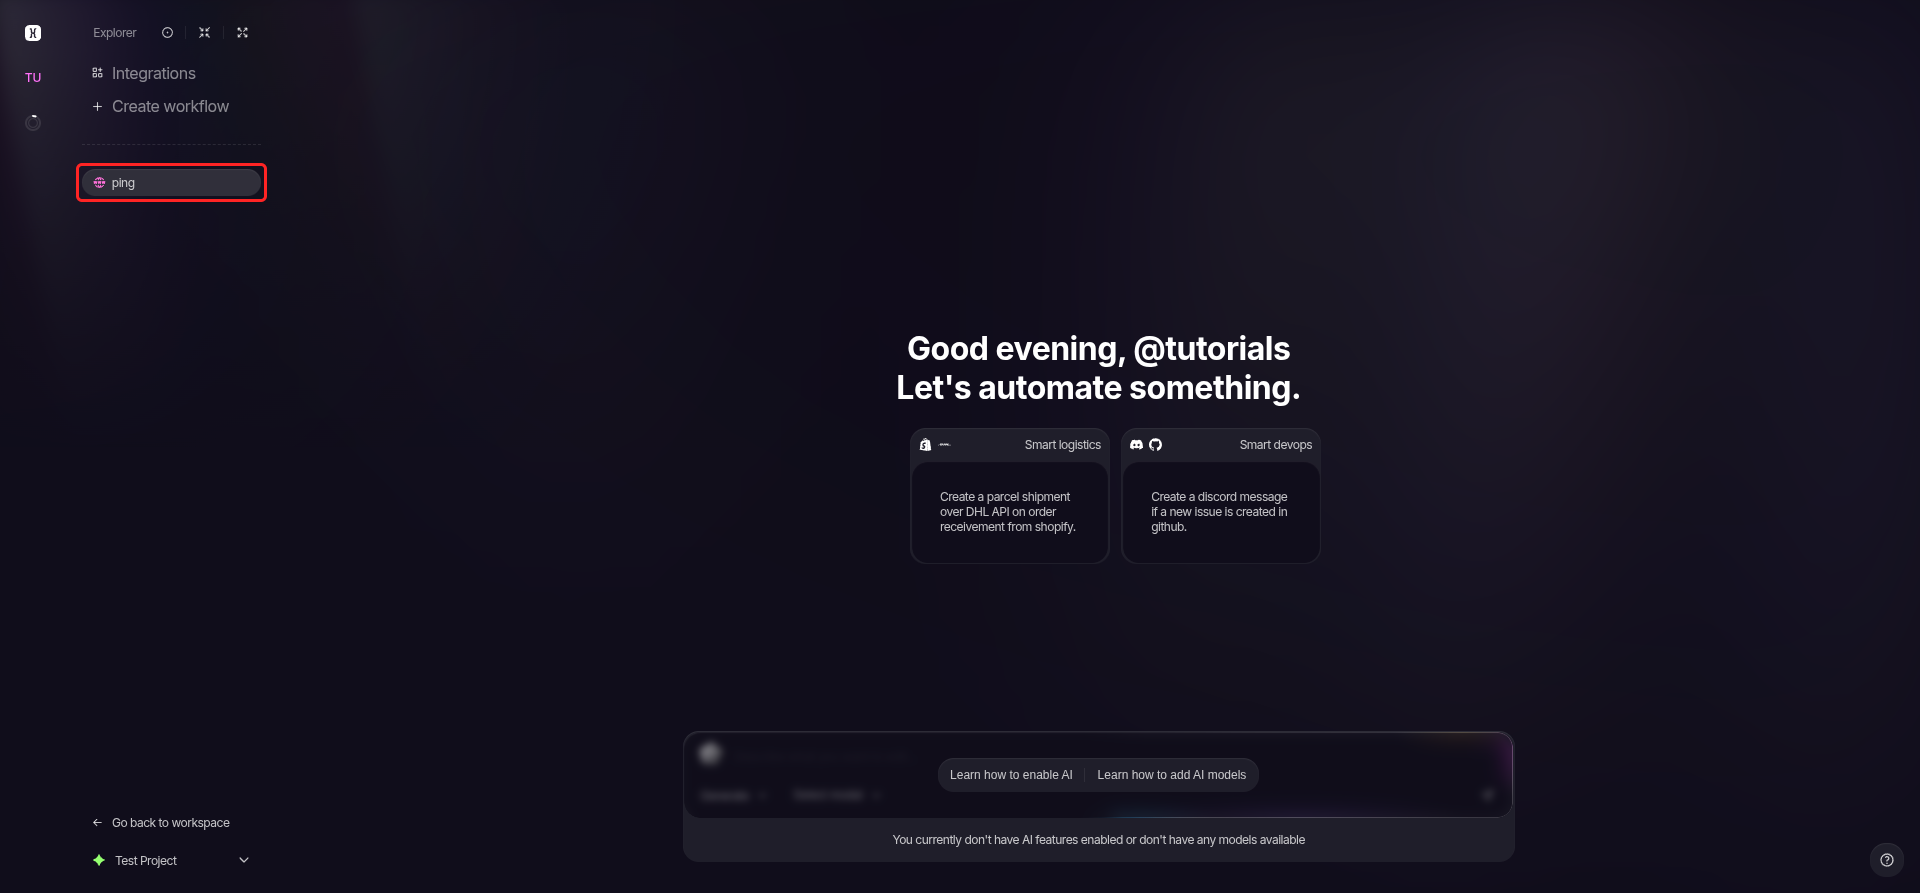 Explorer
TU
Integrations
Create workflow
ping
Good evening, @tutorials
Let's automate something.
Smart logistics
Create a parcel shipment
over DHL API on order
receivement from shopify.
Smart devops
Create a discord message
if a new issue is created in
github.
Learn how to enable AI
Learn how to add AI models
You currently don't have AI features enabled or don't have any models available
Go back to workspace
Test Project